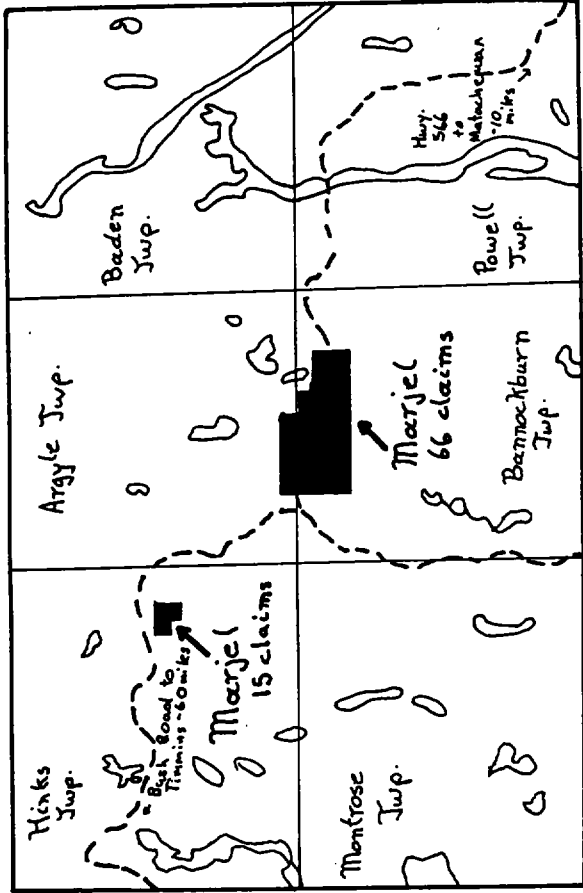 Hinks
Twp.
Bush Road to
Timmins - 60 miles
Marjel
15 claims
Argyle Twp.
Baden
Twp.
Montrose
Twp.
Marjel
66 claims
Bannockburn
Twp.
Powell
Twp.
Hwy.
566
to
Matachewan
-10
miles